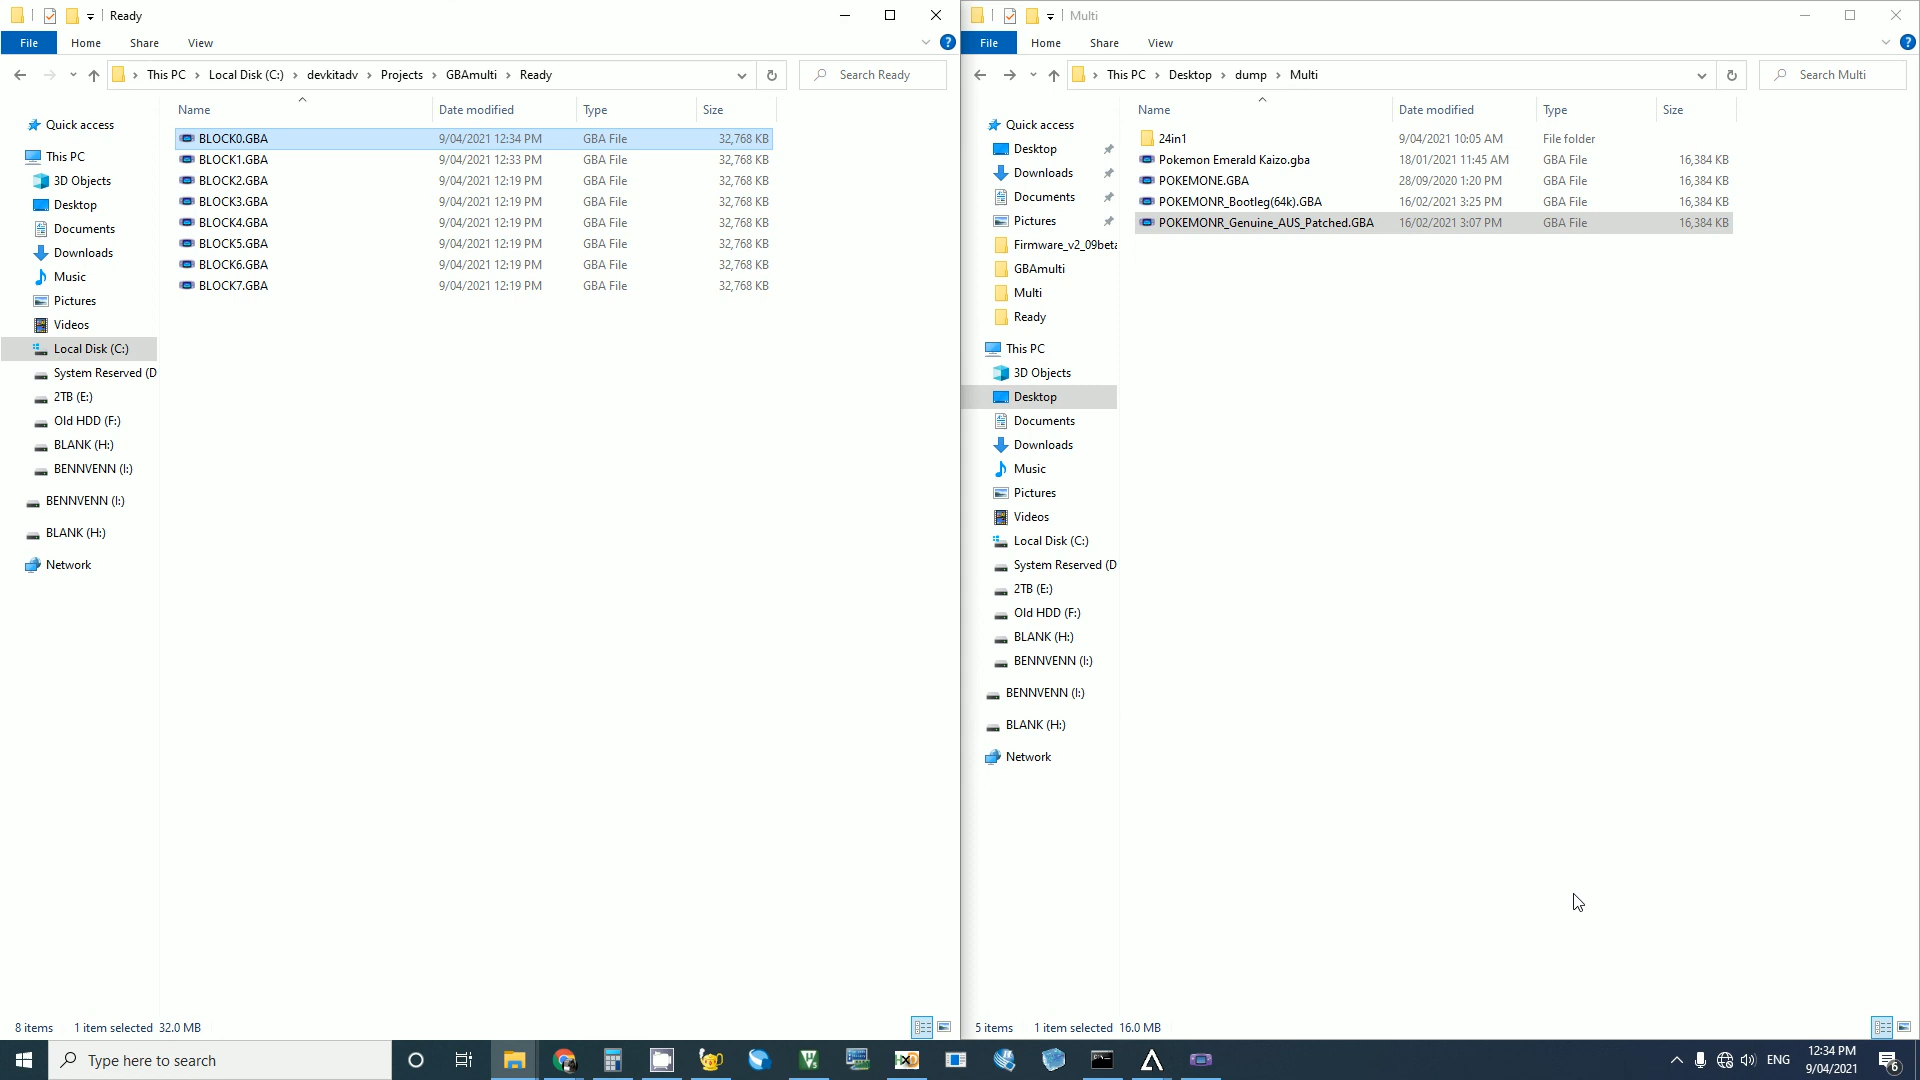 Ready
File Home Share View
This PC Local Disk (C:) devkitadv Projects GBAmulti Ready
Search Ready
Name Date modified Type Size
BLOCK0.GBA 9/04/2021 12:34 PM GBA File 32,768 KB
BLOCK1.GBA 9/04/2021 12:33 PM GBA File 32,768 KB
BLOCK2.GBA 9/04/2021 12:19 PM GBA File 32,768 KB
BLOCK3.GBA 9/04/2021 12:19 PM GBA File 32,768 KB
BLOCK4.GBA 9/04/2021 12:19 PM GBA File 32,768 KB
BLOCK5.GBA 9/04/2021 12:19 PM GBA File 32,768 KB
BLOCK6.GBA 9/04/2021 12:19 PM GBA File 32,768 KB
BLOCK7.GBA 9/04/2021 12:19 PM GBA File 32,768 KB
Quick access
This PC
3D Objects
Desktop
Documents
Downloads
Music
Pictures
Videos
Local Disk (C:)
System Reserved (D
2TB (E:)
Old HDD (F:)
BLANK (H:)
BENNVENN (I:)
BENNVENN (I:)
BLANK (H:)
Network
8 items 1 item selected 32.0 MB
Multi
File Home Share View
This PC Desktop dump Multi
Search Multi
Name Date modified Type Size
24in1 9/04/2021 10:05 AM File folder
Pokemon Emerald Kaizo.gba 18/01/2021 11:45 AM GBA File 16,384 KB
POKEMONE.GBA 28/09/2020 1:20 PM GBA File 16,384 KB
POKEMONR_Bootleg(64k).GBA 16/02/2021 3:25 PM GBA File 16,384 KB
POKEMONR_Genuine_AUS_Patched.GBA 16/02/2021 3:07 PM GBA File 16,384 KB
Quick access
Desktop
Downloads
Documents
Pictures
Firmware_v2_09beta
GBAmulti
Multi
Ready
This PC
3D Objects
Desktop
Documents
Downloads
Music
Pictures
Videos
Local Disk (C:)
System Reserved (D
2TB (E:)
Old HDD (F:)
BLANK (H:)
BENNVENN (I:)
BENNVENN (I:)
BLANK (H:)
Network
5 items 1 item selected 16.0 MB
Type here to search
ENG
12:34 PM
9/04/2021
6